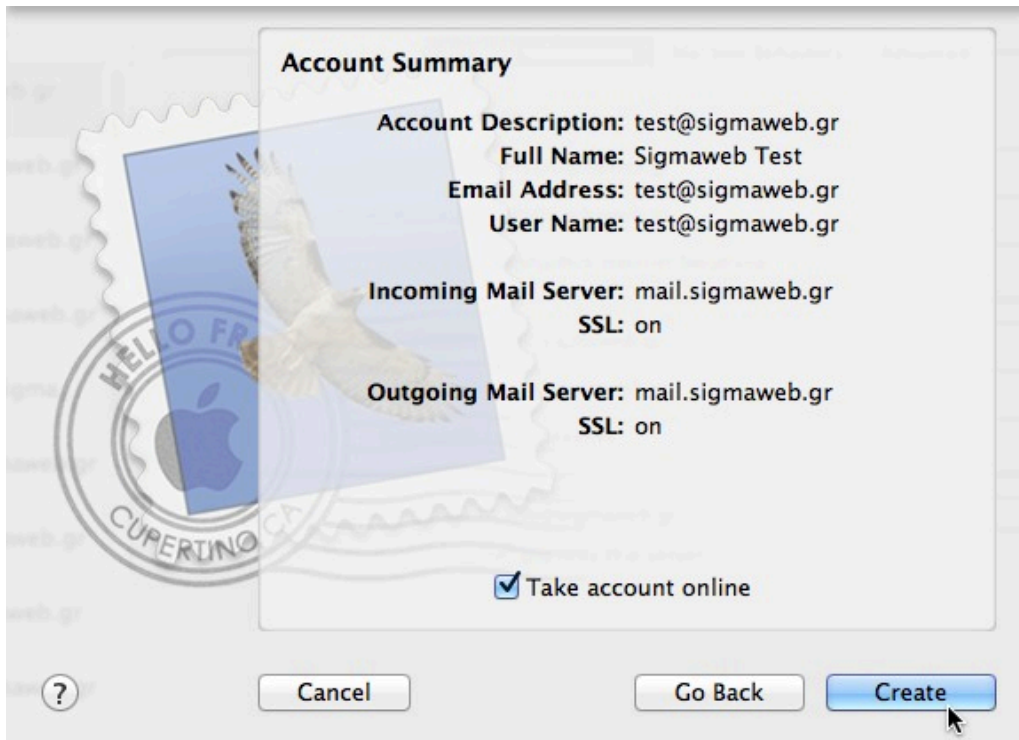 Account Summary
Account Description: test@sigmaweb.gr
Full Name: Sigmaweb Test
Email Address: test@sigmaweb.gr
User Name: test@sigmaweb.gr
Incoming Mail Server: mail.sigmaweb.gr
SSL: on
Outgoing Mail Server: mail.sigmaweb.gr
SSL: on
HELLO FR
CUPERTINO CA
Take account online
? Cancel Go Back Create